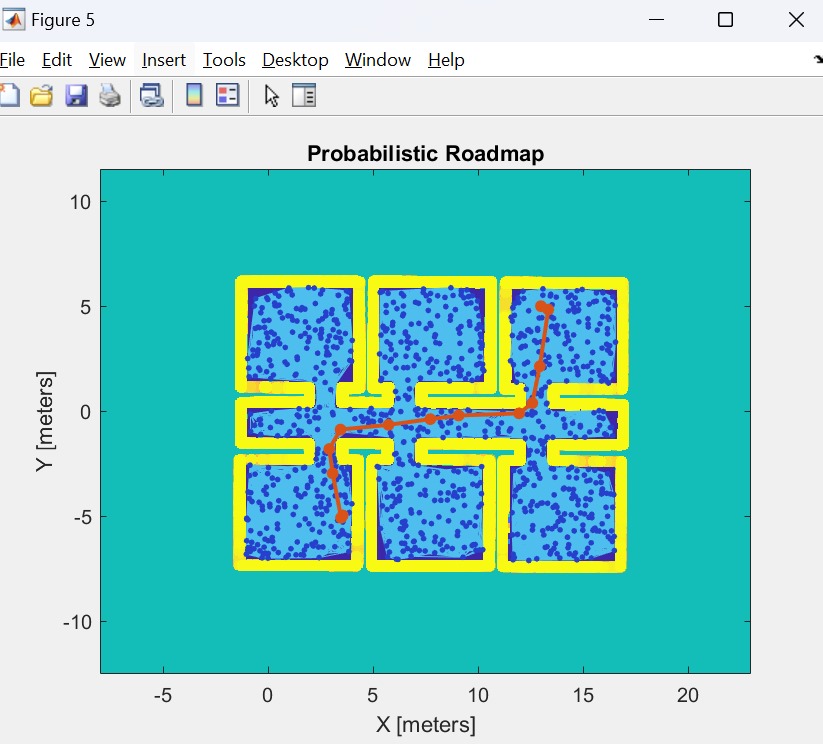 Figure 5
File Edit View Insert Tools Desktop Window Help
Probabilistic Roadmap
10
5
0
-5
-10
Y [meters]
-5 0 5 10 15 20
X [meters]